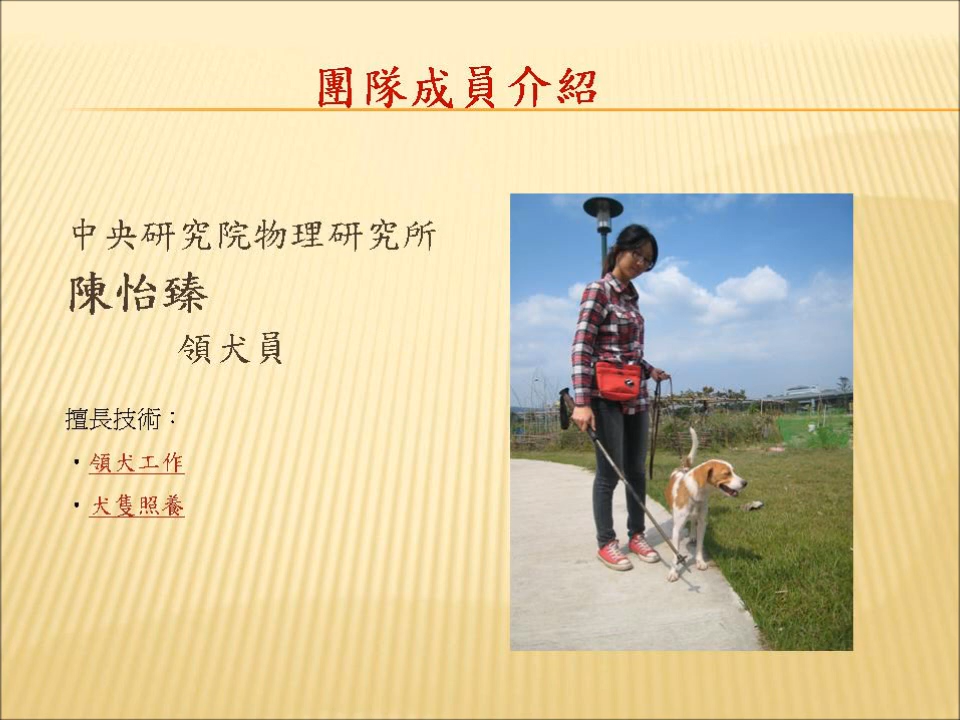 團隊成員介紹
中央研究院物理研究所
陳怡臻
領犬員
擅長技術：
・領犬工作
・犬隻照養